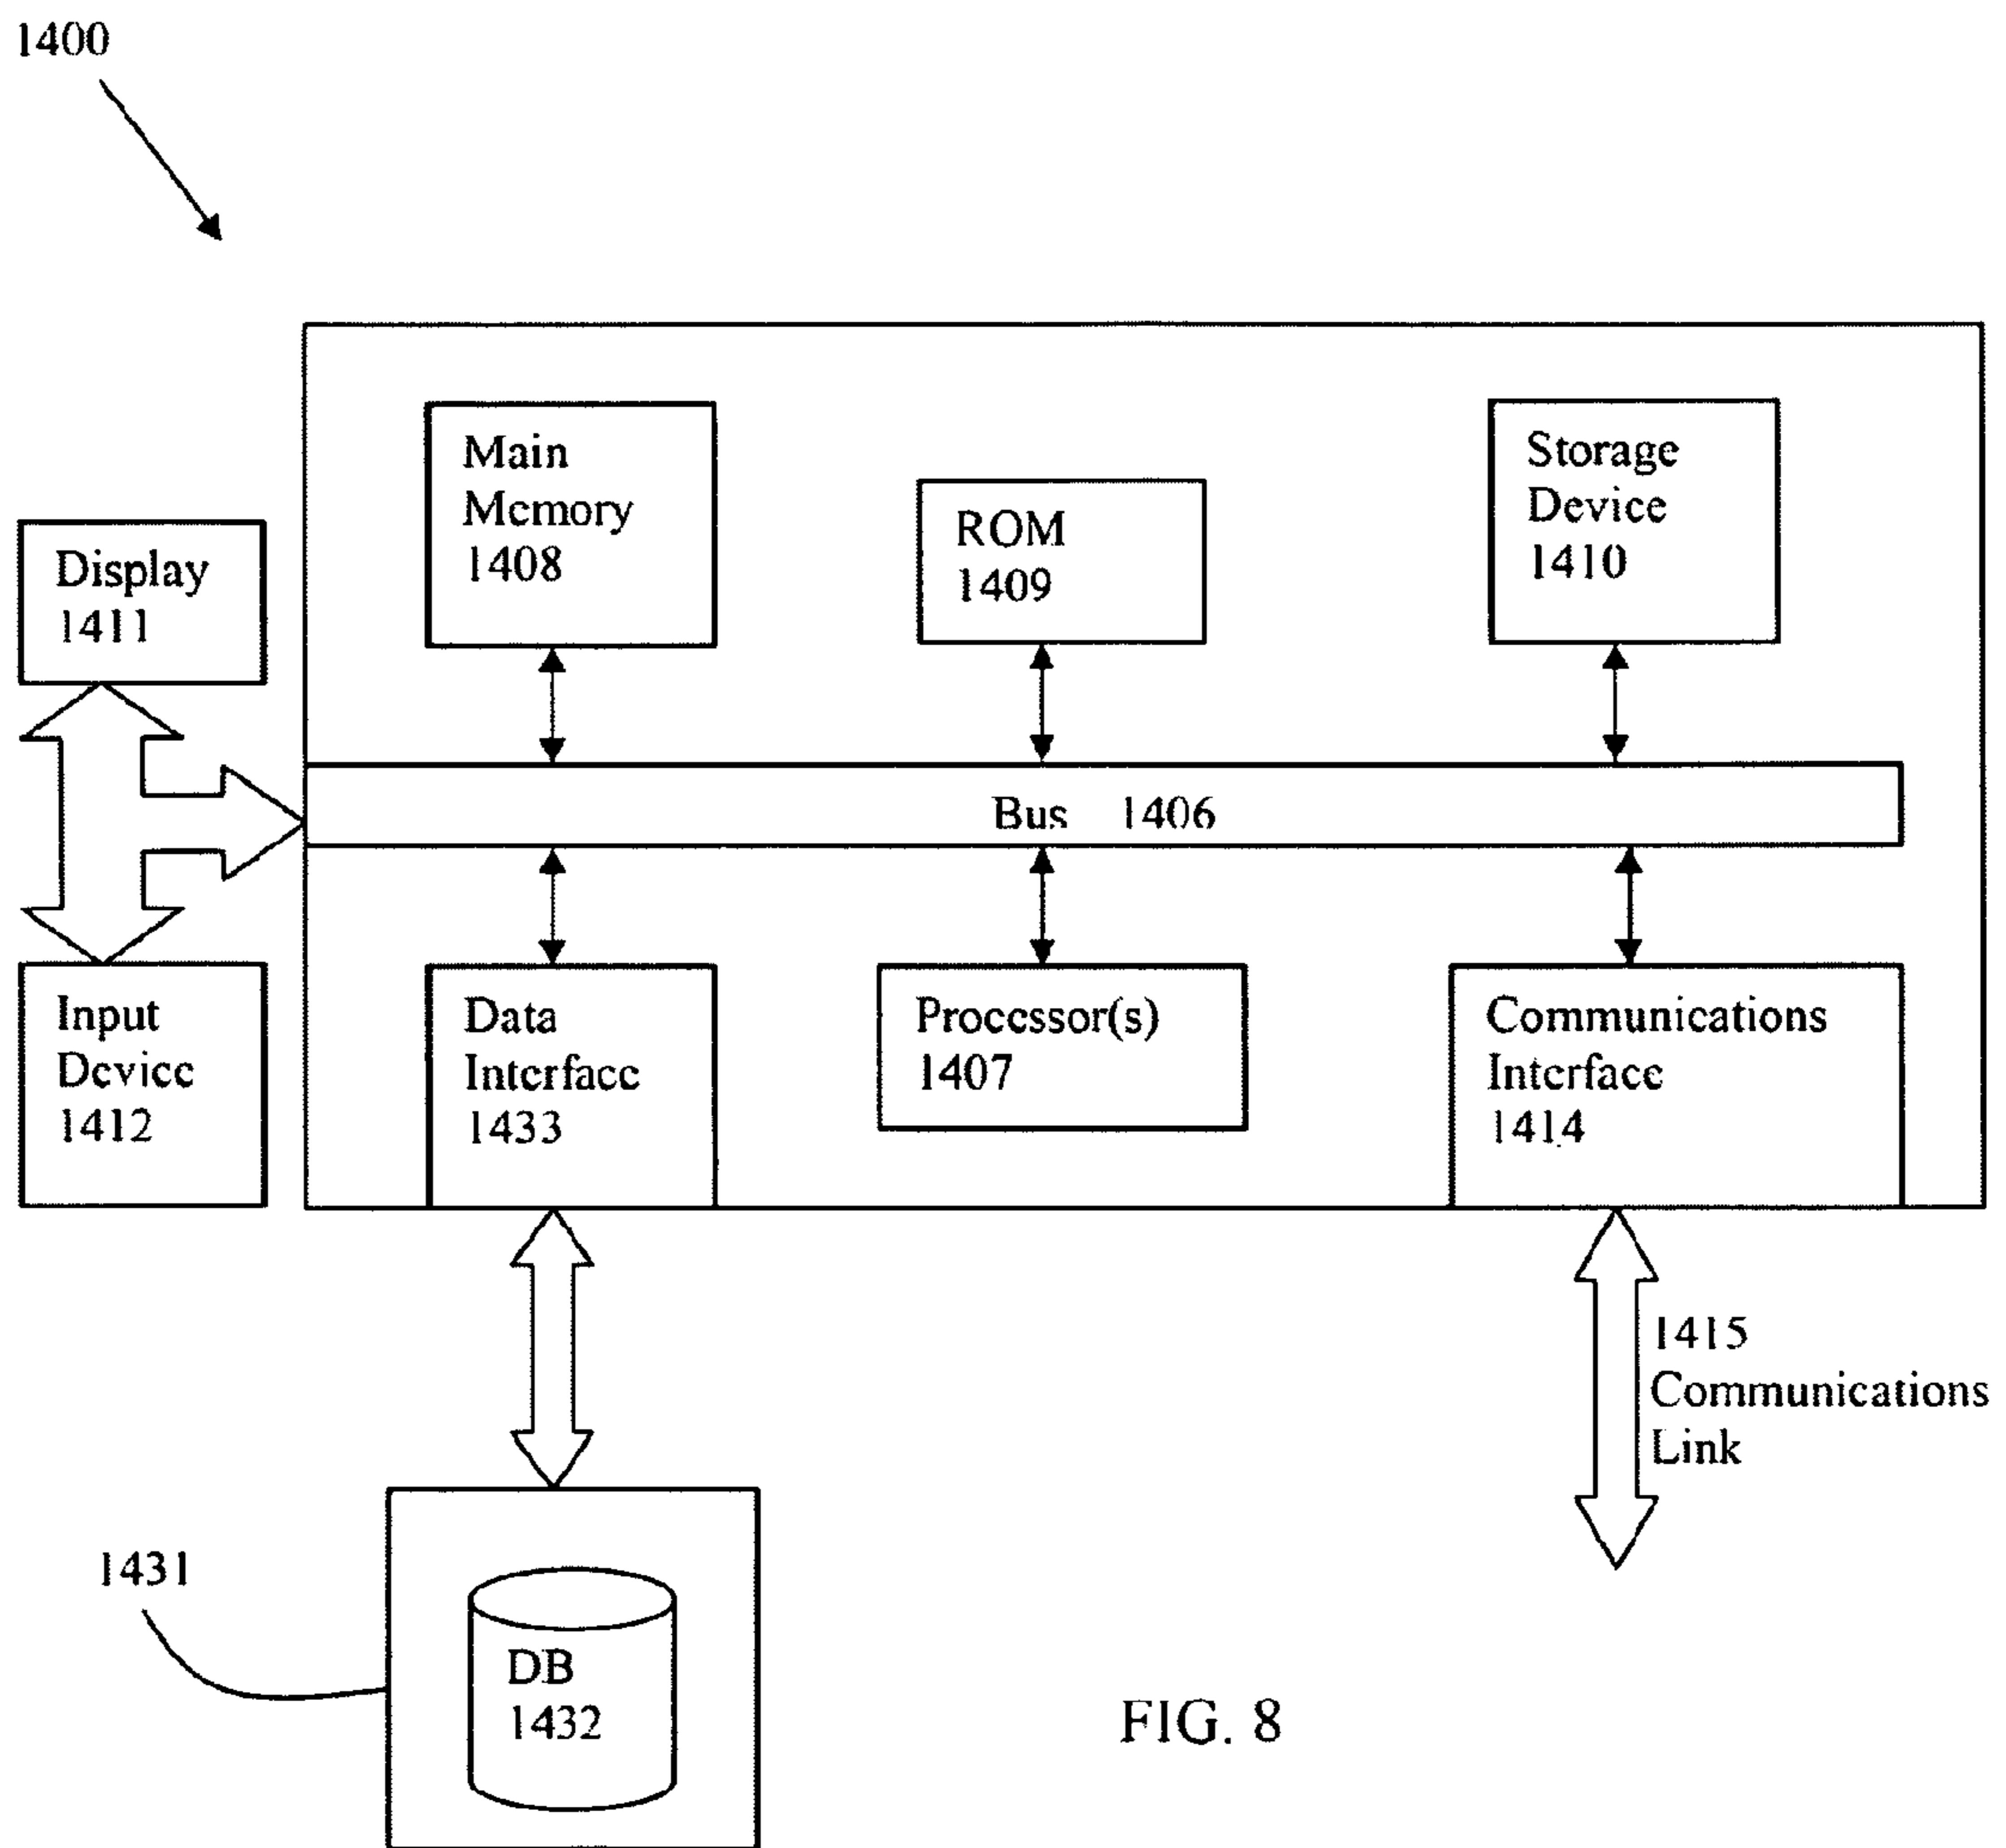 1400
Main
Memory
1408
ROM
1409
Storage
Device
1410
Display
1411
Bus 1406
Input
Device
1412
Data
Interface
1433
Processor(s)
1407
Communications
Interface
1414
1415
Communications
Link
1431
DB
1432
FIG. 8